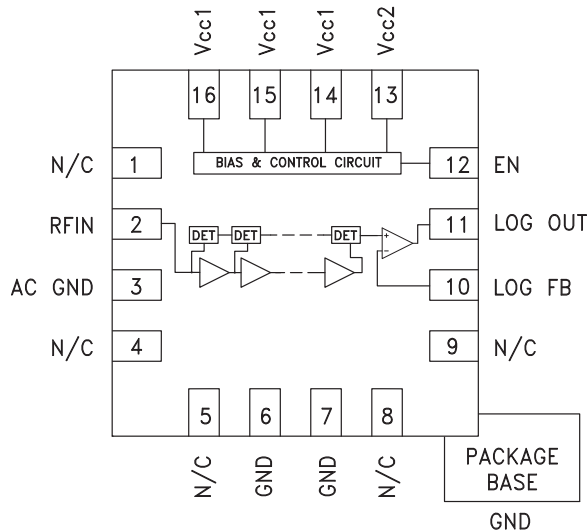 Vcc1 Vcc1 Vcc1 Vcc2
16 15 14 13
N/C 1 BIAS & CONTROL CIRCUIT 12 EN
RFIN 2 DET DET DET + 11 LOG OUT
AC GND 3 - 10 LOG FB
N/C 4 9 N/C
5 6 7 8
N/C GND GND N/C
PACKAGE
BASE
GND